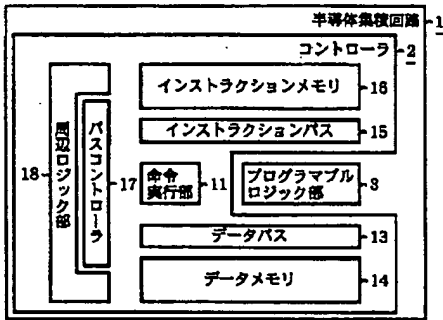 半導体集積回路 1
コントローラ 2
インストラクションメモリ 16
インストラクションバス 15
周辺ロジック部 18
バスコントローラ 17
命令
実行部 11
プログラマブル
ロジック部 3
データバス 13
データメモリ 14